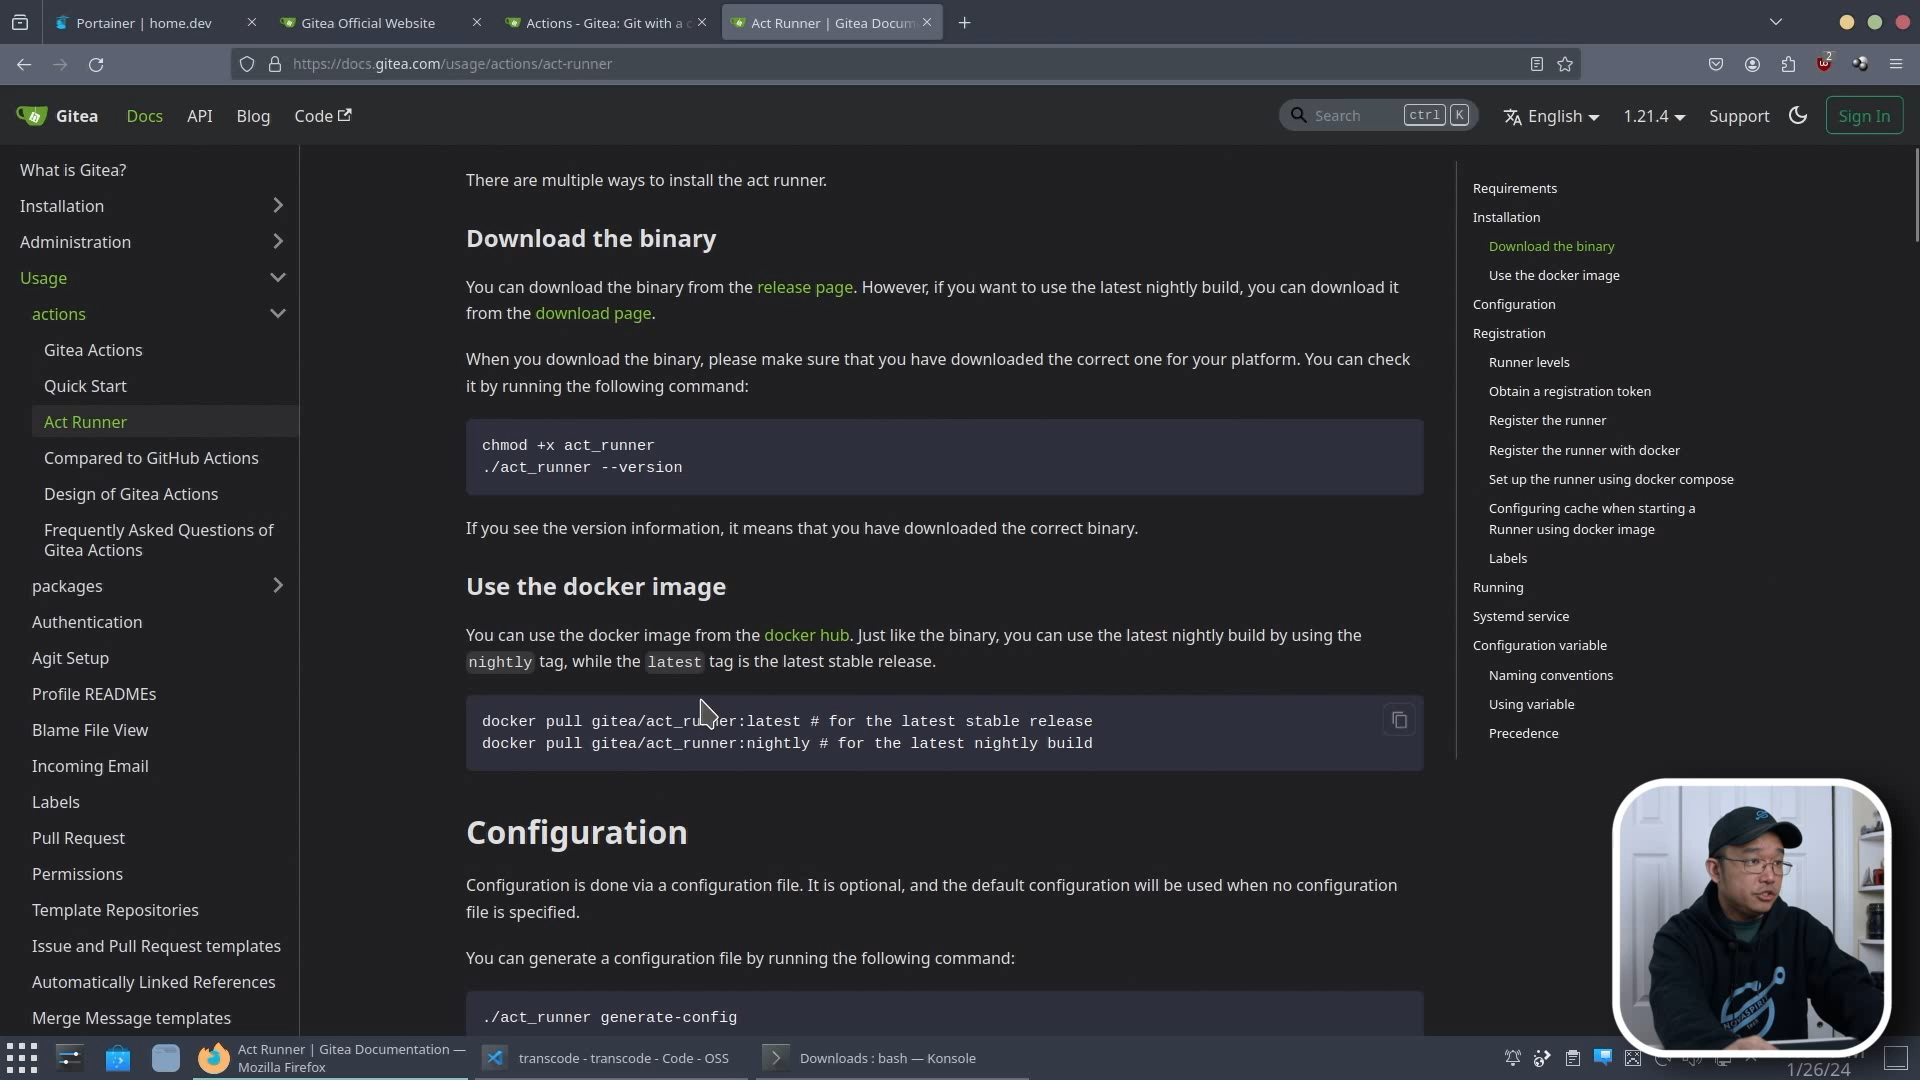 Portainer | home.dev
Gitea Official Website
Actions - Gitea: Git with a c
Act Runner | Gitea Docum
https://docs.gitea.com/usage/actions/act-runner
2
Gitea
Docs
API
Blog
Code
Search
ctrl
K
English
1.21.4
Support
Sign In
What is Gitea?
Installation
Administration
Usage
actions
Gitea Actions
Quick Start
Act Runner
Compared to GitHub Actions
Design of Gitea Actions
Frequently Asked Questions of
Gitea Actions
packages
Authentication
Agit Setup
Profile READMEs
Blame File View
Incoming Email
Labels
Pull Request
Permissions
Template Repositories
Issue and Pull Request templates
Automatically Linked References
Merge Message templates
There are multiple ways to install the act runner.
Download the binary
You can download the binary from the release page. However, if you want to use the latest nightly build, you can download it
from the download page.
When you download the binary, please make sure that you have downloaded the correct one for your platform. You can check
it by running the following command:
chmod +x act_runner
./act_runner --version
If you see the version information, it means that you have downloaded the correct binary.
Use the docker image
You can use the docker image from the docker hub. Just like the binary, you can use the latest nightly build by using the
nightly tag, while the latest tag is the latest stable release.
docker pull gitea/act_runner:latest # for the latest stable release
docker pull gitea/act_runner:nightly # for the latest nightly build
Configuration
Configuration is done via a configuration file. It is optional, and the default configuration will be used when no configuration
file is specified.
You can generate a configuration file by running the following command:
./act_runner generate-config
Requirements
Installation
Download the binary
Use the docker image
Configuration
Registration
Runner levels
Obtain a registration token
Register the runner
Register the runner with docker
Set up the runner using docker compose
Configuring cache when starting a
Runner using docker image
Labels
Running
Systemd service
Configuration variable
Naming conventions
Using variable
Precedence
Act Runner | Gitea Documentation —
Mozilla Firefox
transcode - transcode - Code - OSS
Downloads : bash — Konsole
1/26/24